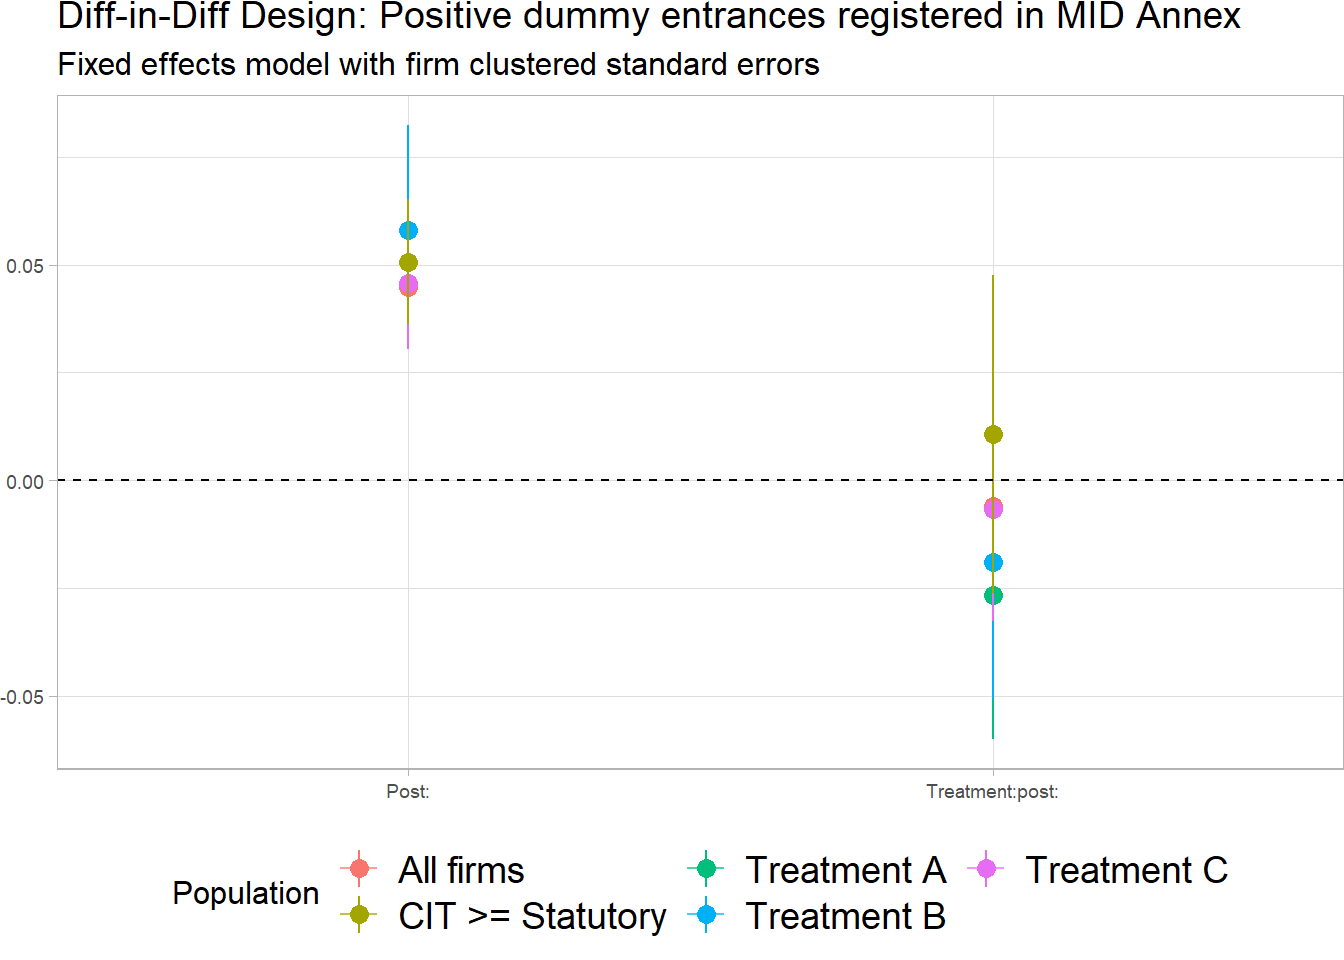 Diff-in-Diff Design: Positive dummy entrances registered in MID Annex
Fixed effects model with firm clustered standard errors
0.05
0.00
-0.05
Post:
Treatment:post:
Population
All firms
CIT >= Statutory
Treatment A
Treatment B
Treatment C